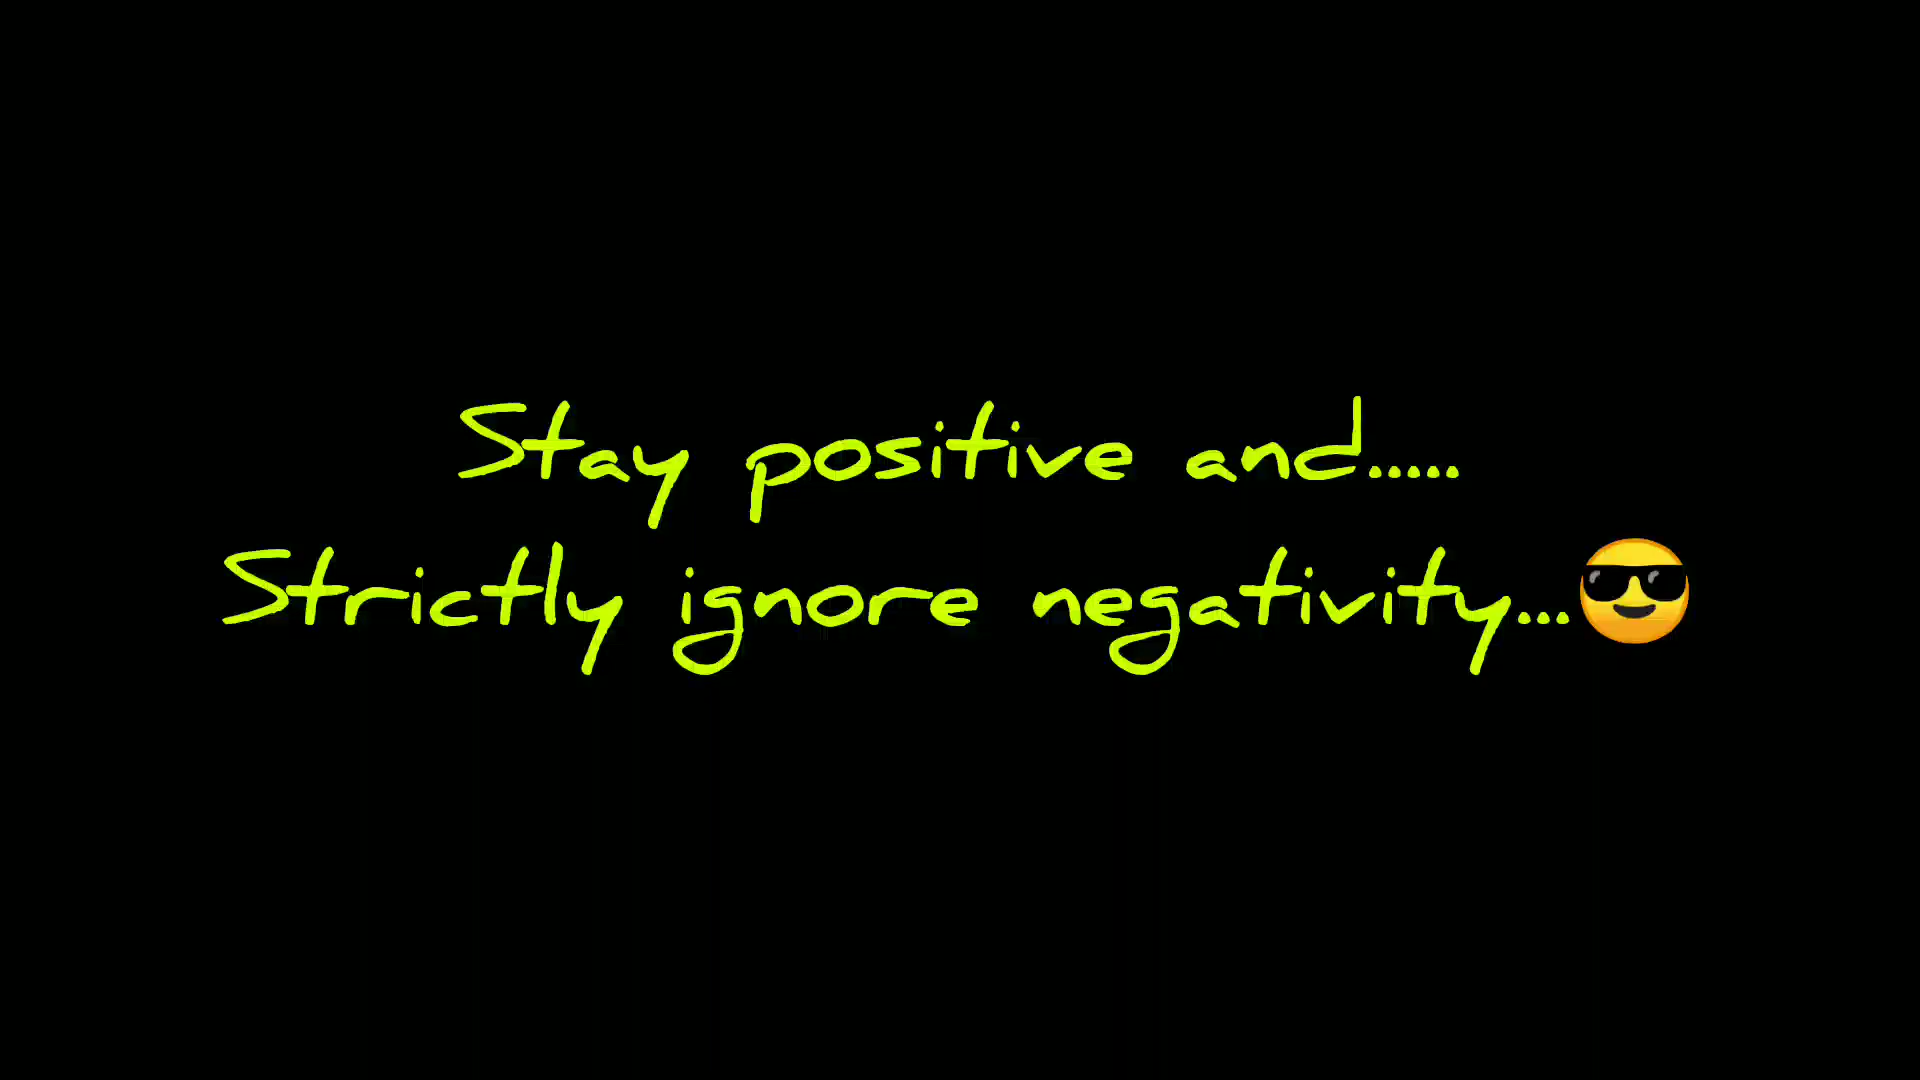 Stay positive and.....
Strictly ignore negativity...😎